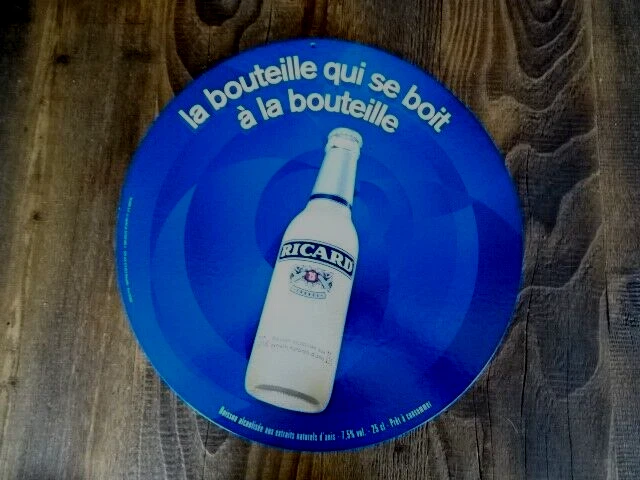 la bouteille qui se boit
à la bouteille
RICARD
Boisson alcoolisée aux extraits naturels d'anis - 7,5% vol. - 25 cl - Prêt à consommer